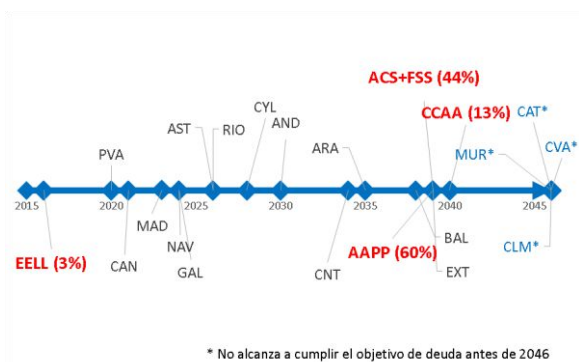 ACS+FSS (44%)
CYL
CCAA (13%)
CAT*
AST
RIO
AND
PVA
ARA
MUR*
CVA*
2015
2020
2025
2030
2035
2040
2045
MAD
NAV
BAL
AAPP (60%)
CLM*
EELL (3%)
CAN
GAL
CNT
EXT
* No alcanza a cumplir el objetivo de deuda antes de 2046